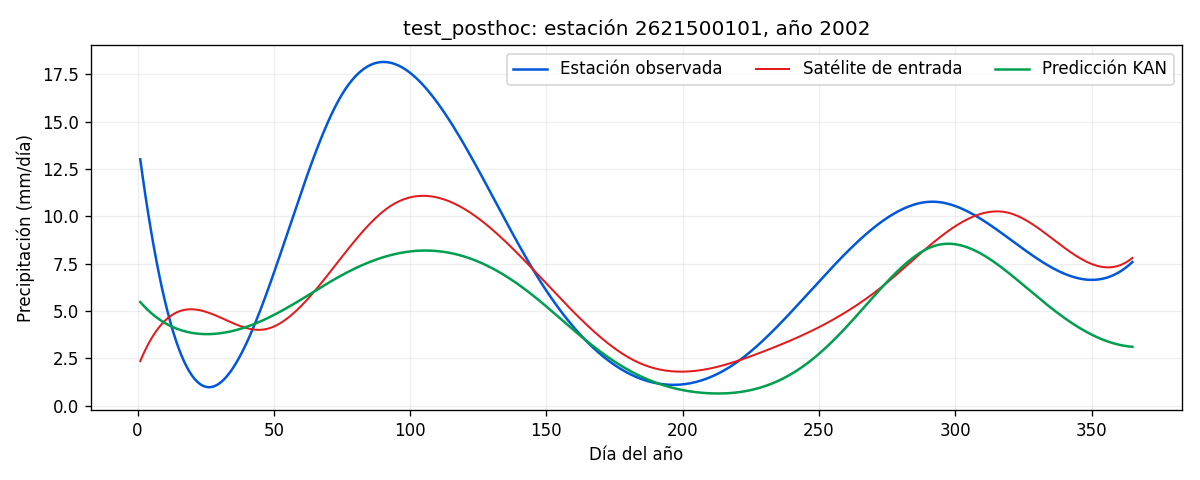 test_posthoc: estación 2621500101, año 2002
Estación observada
Satélite de entrada
Predicción KAN
Precipitación (mm/día)
17.5
15.0
12.5
10.0
7.5
5.0
2.5
0.0
0
50
100
150
200
250
300
350
Día del año